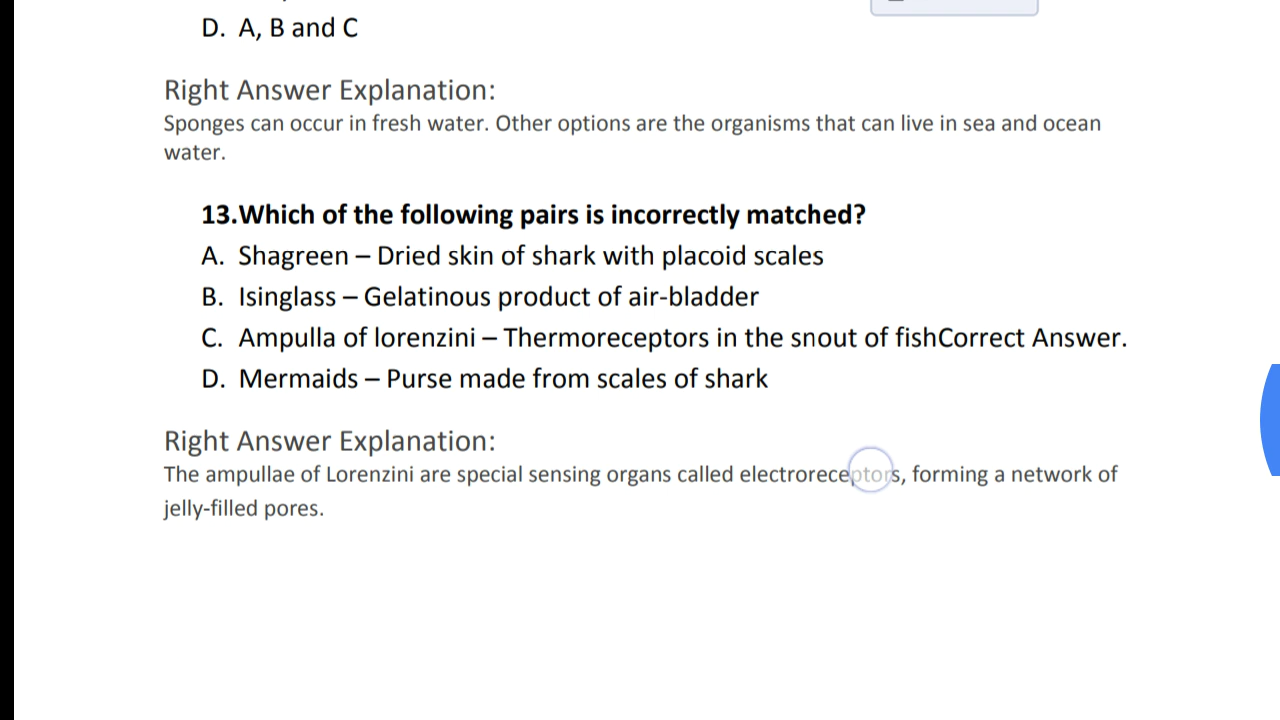 D. A, B and C
Right Answer Explanation:
Sponges can occur in fresh water. Other options are the organisms that can live in sea and ocean
water.
13.Which of the following pairs is incorrectly matched?
A. Shagreen – Dried skin of shark with placoid scales
B. Isinglass – Gelatinous product of air-bladder
C. Ampulla of lorenzini – Thermoreceptors in the snout of fishCorrect Answer.
D. Mermaids – Purse made from scales of shark
Right Answer Explanation:
The ampullae of Lorenzini are special sensing organs called electroreceptors, forming a network of
jelly-filled pores.